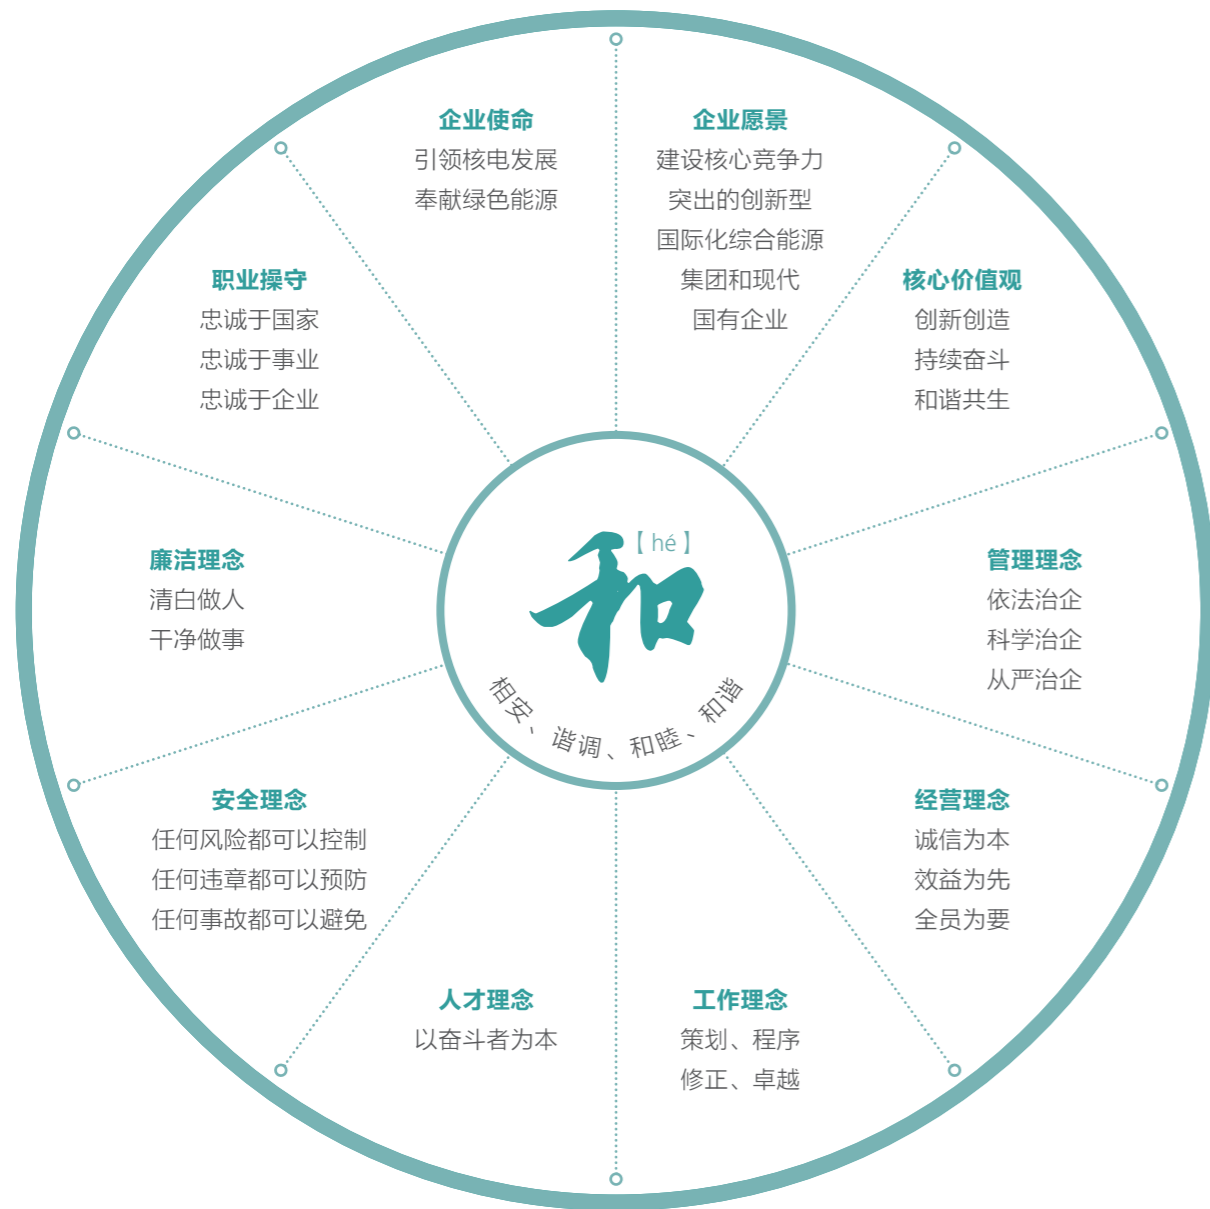 企业使命
引领核电发展
奉献绿色能源
企业愿景
建设核心竞争力
突出的创新型
国际化综合能源
集团和现代
国有企业
核心价值观
创新创造
持续奋斗
和谐共生
管理理念
依法治企
科学治企
从严治企
经营理念
诚信为本
效益为先
全员为要
工作理念
策划、程序
修正、卓越
人才理念
以奋斗者为本
安全理念
任何风险都可以控制
任何违章都可以预防
任何事故都可以避免
廉洁理念
清白做人
干净做事
职业操守
忠诚于国家
忠诚于事业
忠诚于企业
和【hé】
相安、谐调、和睦、和谐